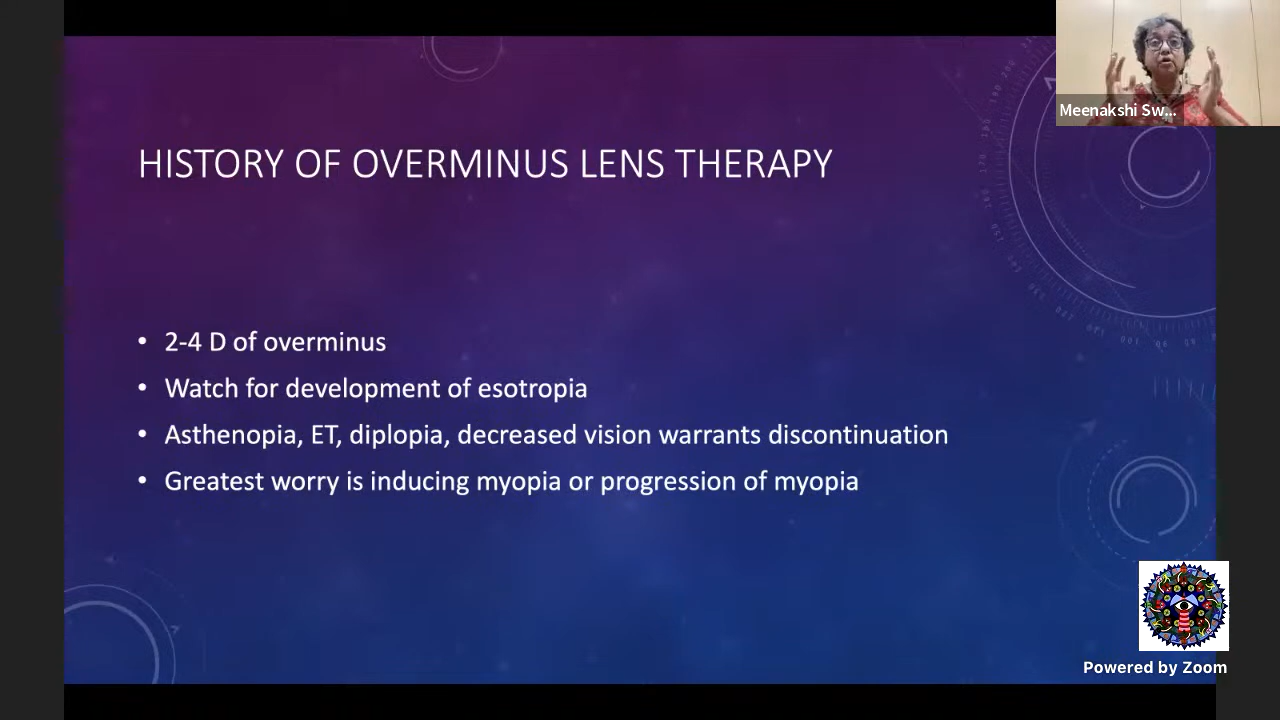 Meenakshi Sw...
HISTORY OF OVERMINUS LENS THERAPY
• 2-4 D of overminus
• Watch for development of esotropia
• Asthenopia, ET, diplopia, decreased vision warrants discontinuation
• Greatest worry is inducing myopia or progression of myopia
Powered by Zoom